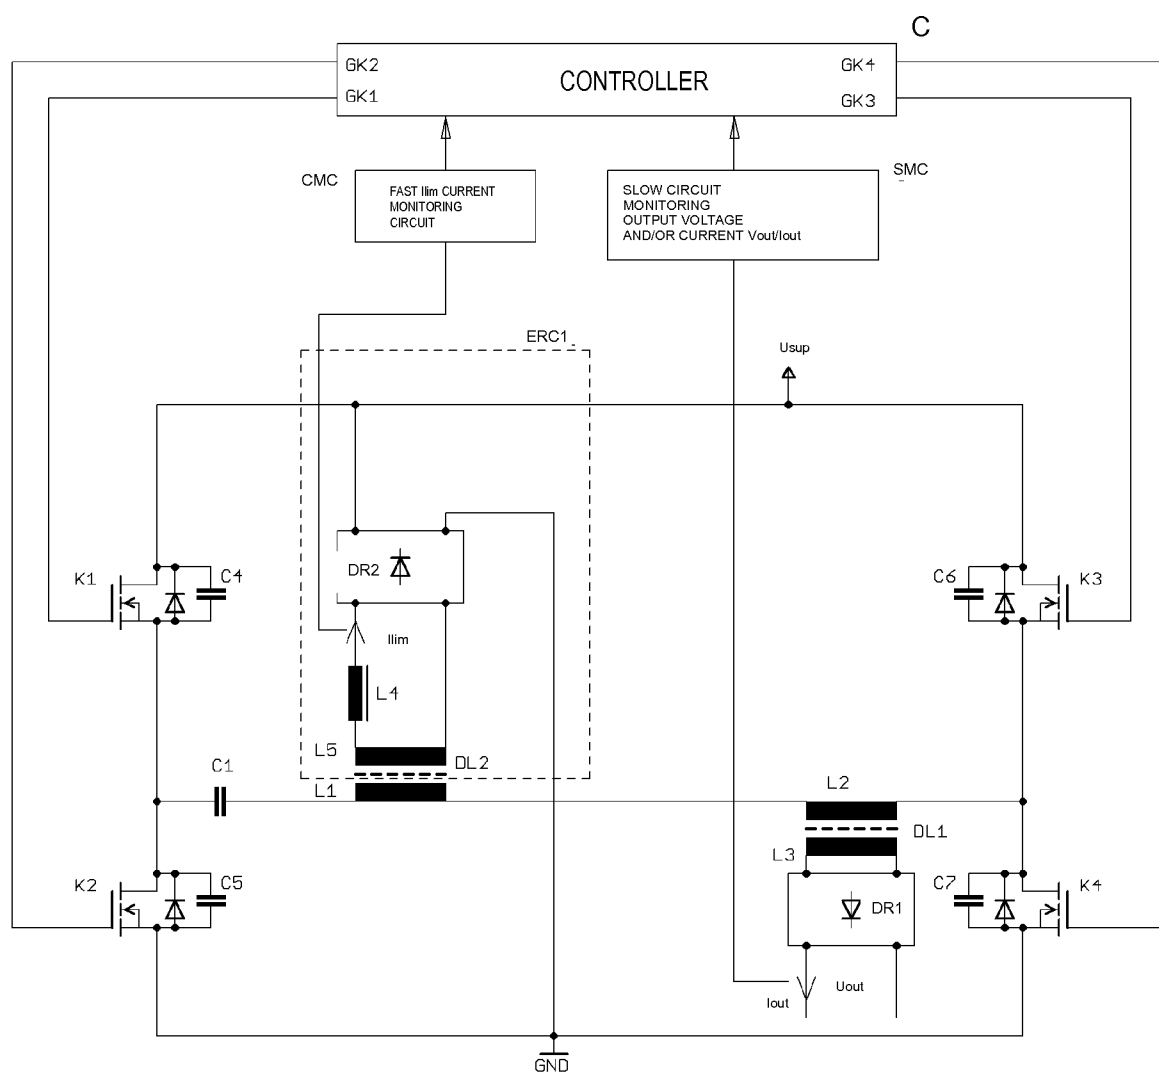 C
GK2
GK4
CONTROLLER
GK1
GK3
CMC
SMC
FAST Ilim CURRENT
MONITORING
CIRCUIT
SLOW CIRCUIT
MONITORING
OUTPUT VOLTAGE
AND/OR CURRENT Vout/Iout
ERC1
Usup
K1
C4
DR2
C6
K3
Ilim
L4
L5
DL2
C1
L1
L2
DL1
L3
K2
C5
C7
K4
DR1
Uout
Iout
GND